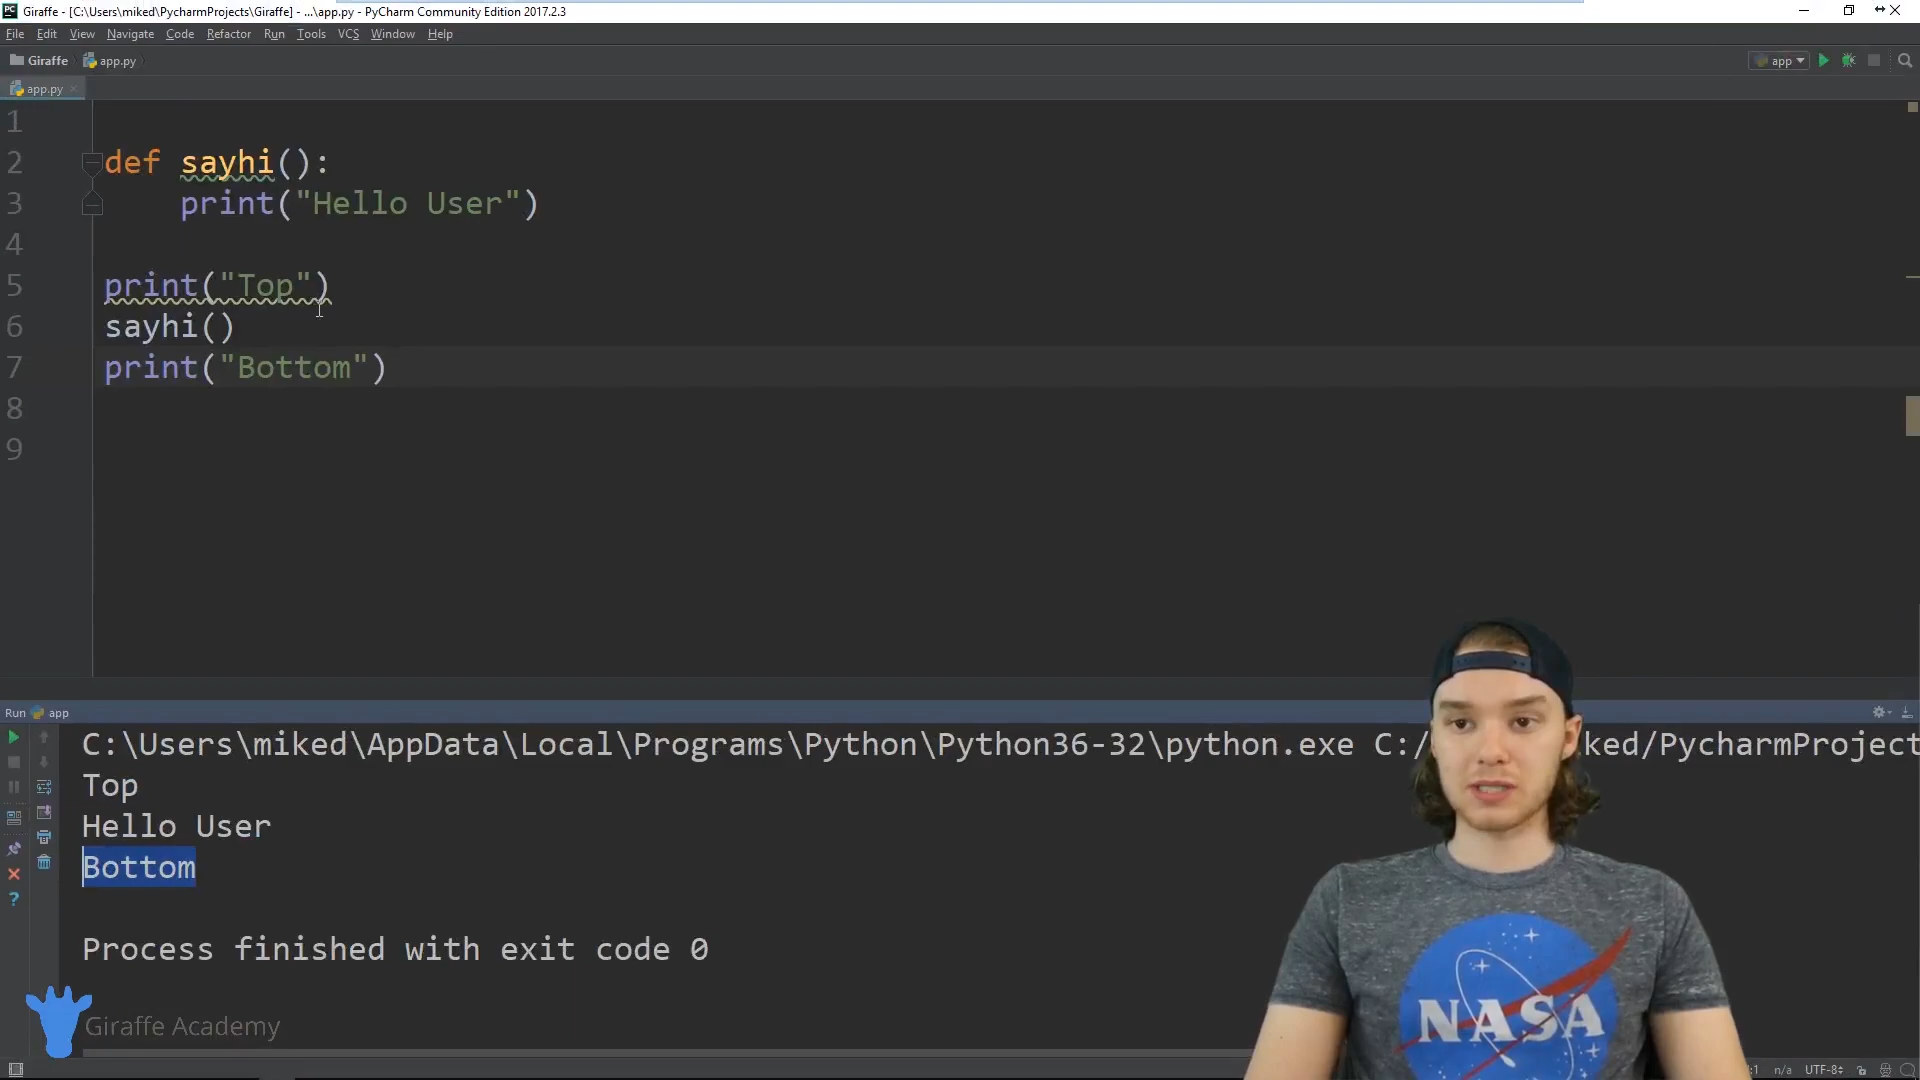 Giraffe - [C:\Users\miked\PycharmProjects\Giraffe] - ...\app.py - PyCharm Community Edition 2017.2.3
File Edit View Navigate Code Refactor Run Tools VCS Window Help
Giraffe app.py app
app.py
1
2 def sayhi():
3 print("Hello User")
4
5 print("Top")
6 sayhi()
7 print("Bottom")
8
9
Run app
C:\Users\miked\AppData\Local\Programs\Python\Python36-32\python.exe C:/ ked/PycharmProject
Top
Hello User
Bottom
Process finished with exit code 0
NASA
Giraffe Academy
:1 n/a UTF-8